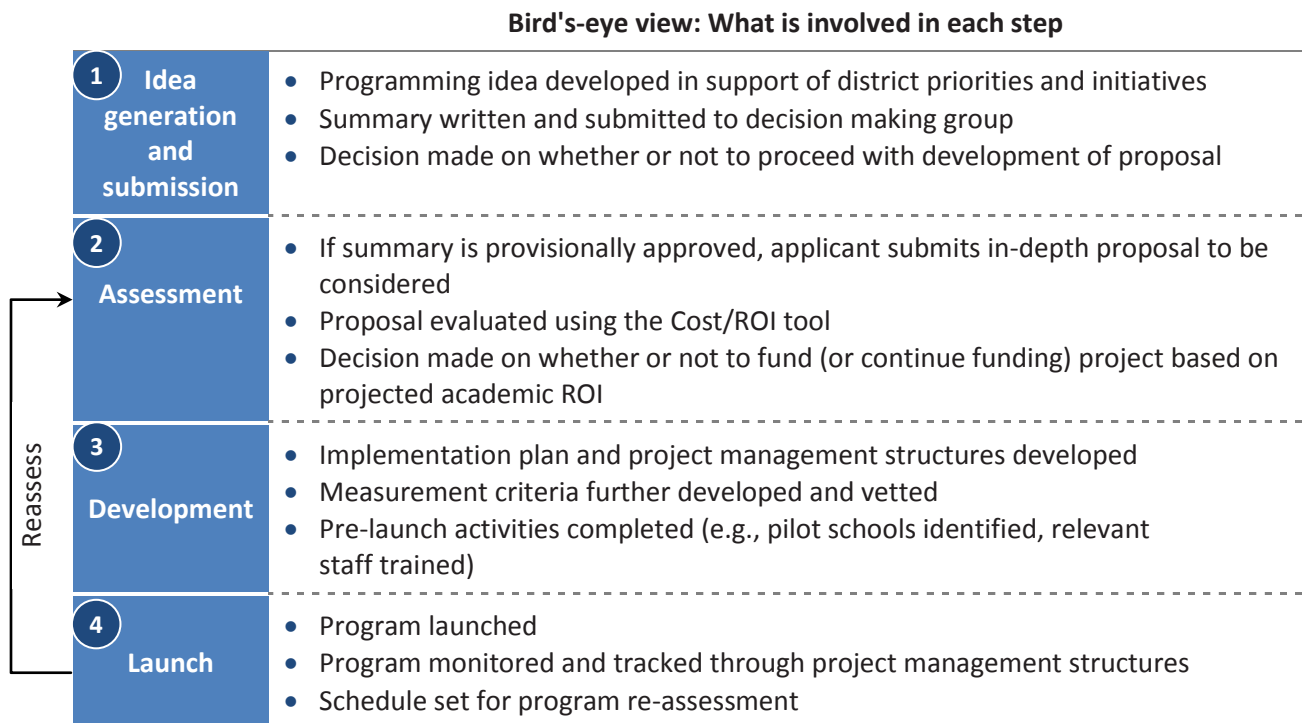 Bird's-eye view: What is involved in each step
1
Idea
generation
and
submission
• Programming idea developed in support of district priorities and initiatives
• Summary written and submitted to decision making group
• Decision made on whether or not to proceed with development of proposal
2
Assessment
• If summary is provisionally approved, applicant submits in-depth proposal to be
considered
• Proposal evaluated using the Cost/ROI tool
• Decision made on whether or not to fund (or continue funding) project based on
projected academic ROI
3
Development
• Implementation plan and project management structures developed
• Measurement criteria further developed and vetted
• Pre-launch activities completed (e.g., pilot schools identified, relevant
staff trained)
4
Launch
• Program launched
• Program monitored and tracked through project management structures
• Schedule set for program re-assessment
Reassess